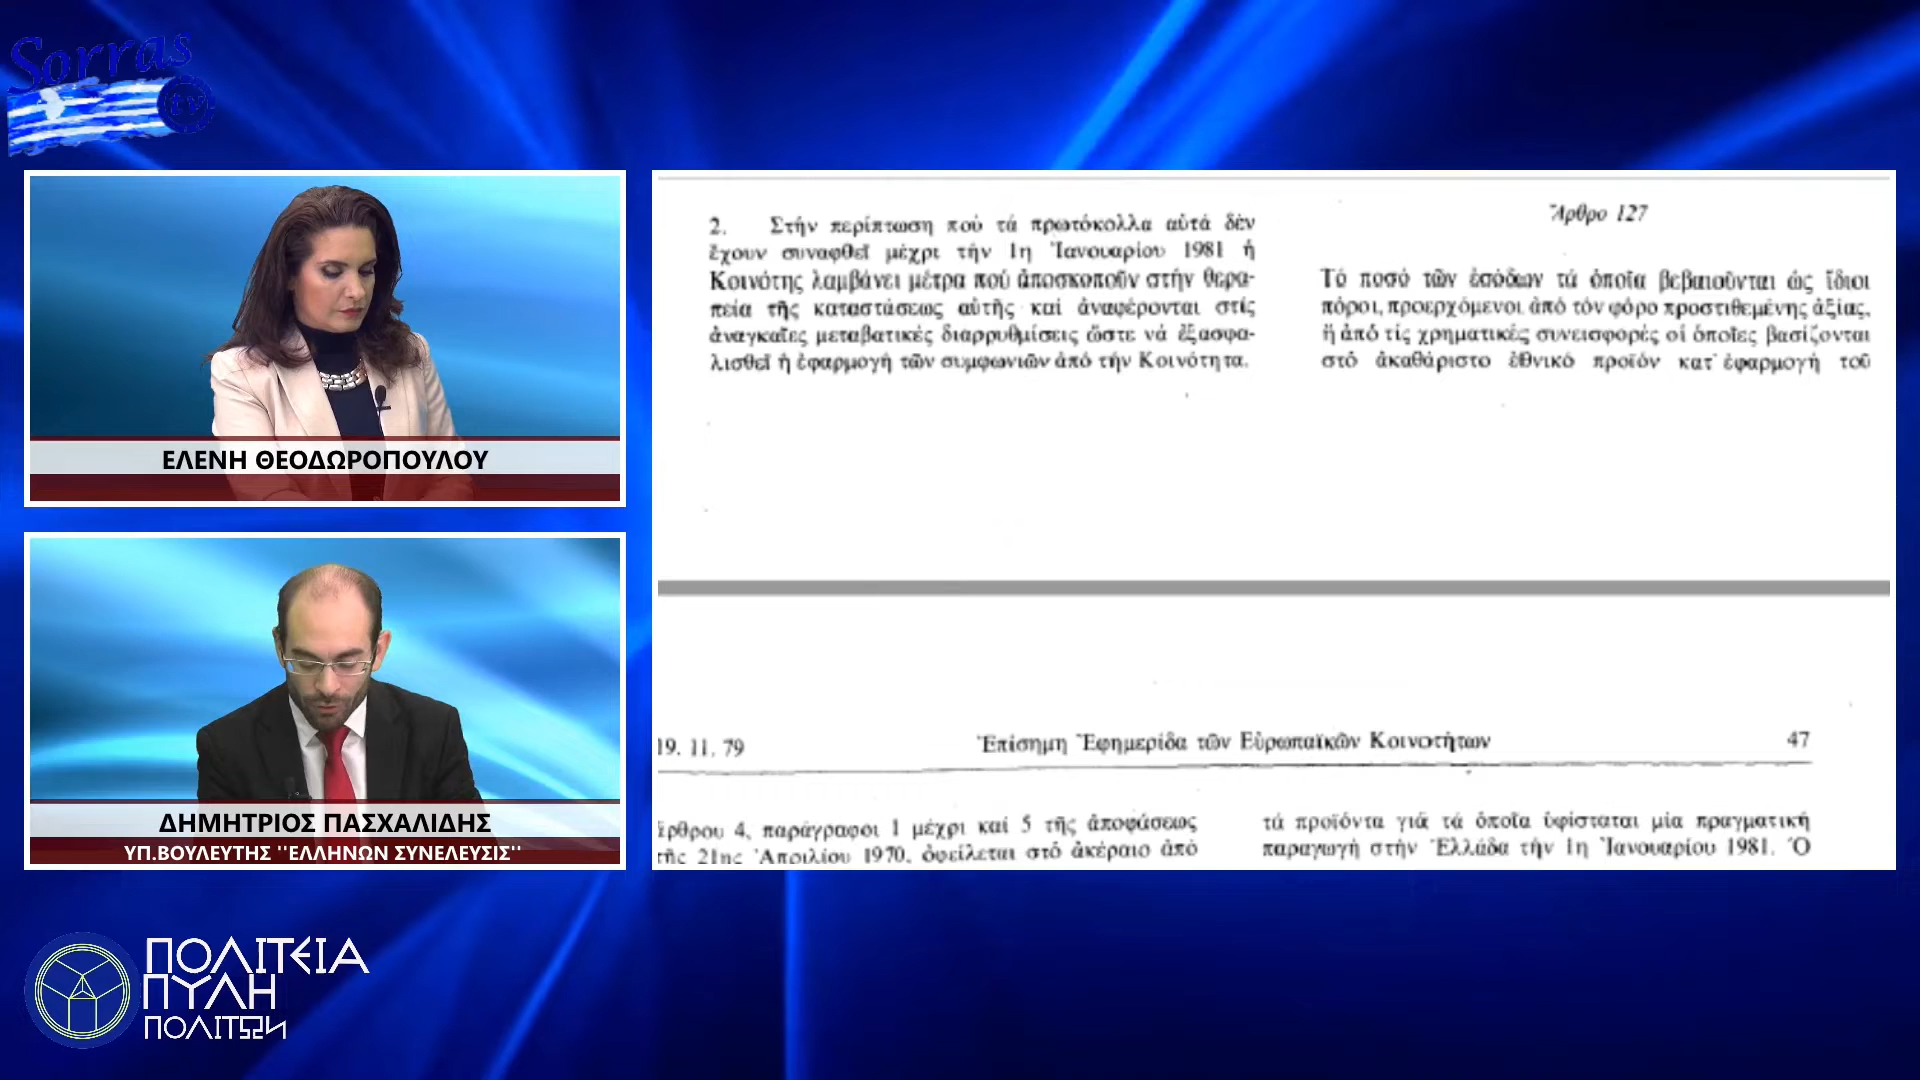 Sorras
tv
ΕΛΕΝΗ ΘΕΟΔΩΡΟΠΟΥΛΟΥ
ΔΗΜΗΤΡΙΟΣ ΠΑΣΧΑΛΙΔΗΣ
ΥΠ.ΒΟΥΛΕΥΤΗΣ ''ΕΛΛΗΝΩΝ ΣΥΝΕΛΕΥΣΙΣ''
ΠΟΛΙΤΕΙΑ
ΠΥΛΗ
ΠΟΛΙΤΩΝ
2. Στήν περίπτωση πού τά πρωτόκολλα αὐτά δὲν
ἔχουν συναφθεῖ μέχρι τήν 1η Ἰανουαρίου 1981 ἡ
Κοινότης λαμβάνει μέτρα πού ἀποσκοποῦν στήν θερα-
πεία τῆς καταστάσεως αὐτῆς καί ἀναφέρονται στίς
ἀναγκαῖες μεταβατικές διαρρυθμίσεις ὥστε νά ἐξασφα-
λισθεῖ ἡ ἐφαρμογή τῶν συμφωνιῶν ἀπό τήν Κοινότητα.
Ἄρθρο 127
Τό ποσό τῶν ἐσόδων τά ὁποῖα βεβαιοῦνται ὡς ἴδιοι
πόροι, προερχόμενοι ἀπό τόν φόρο προστιθεμένης ἀξίας,
ἤ ἀπό τίς χρηματικές συνεισφορές οἱ ὁποῖες βασίζονται
στό ἀκαθάριστο ἐθνικό προϊόν κατ' ἐφαρμογή τοῦ
19. 11. 79 Ἐπίσημη Ἐφημερίδα τῶν Εὐρωπαϊκῶν Κοινοτήτων 47
ἄρθρου 4, παράγραφοι 1 μέχρι καί 5 τῆς ἀποφάσεως
τῆς 21ης Ἀπριλίου 1970, ὀφείλεται στό ἀκέραιο ἀπό
τά προϊόντα γιά τά ὁποῖα ὑφίσταται μία πραγματική
παραγωγή στήν Ἑλλάδα τήν 1η Ἰανουαρίου 1981. Ὁ